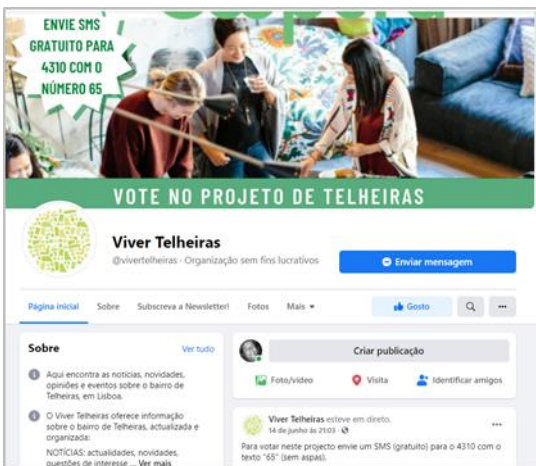 ENVIE SMS
GRATUITO PARA
4310 COM O
NÚMERO 65
VOTE NO PROJETO DE TELHEIRAS
Viver Telheiras
@vivertelheiras · Organização sem fins lucrativos
Enviar mensagem
Página inicial Sobre Subscreva a Newsletter! Fotos Mais
Gosto
Sobre Ver tudo
Aqui encontra as notícias, novidades,
opiniões e eventos sobre o bairro de
Telheiras, em Lisboa.
O Viver Telheiras oferece informação
sobre o bairro de Telheiras, actualizada e
organizada:
NOTÍCIAS: actualidades, novidades,
questões de interesse ... Ver mais
Criar publicação
Foto/vídeo Visita Identificar amigos
Viver Telheiras esteve em direto.
14 de junho às 21:03 ·
Para votar neste projecto envie um SMS (gratuito) para o 4310 com o
texto "65" (sem aspas).